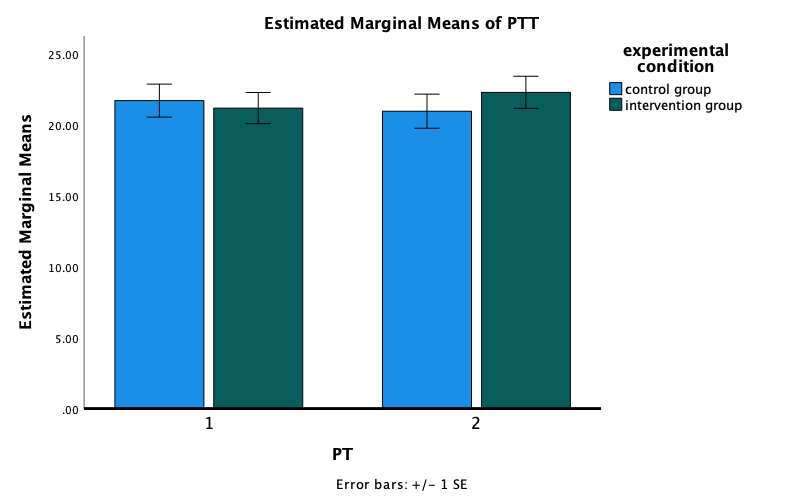 Estimated Marginal Means of PTT
experimental
condition
control group
intervention group
Estimated Marginal Means
25.00
20.00
15.00
10.00
5.00
.00
1
2
PT
Error bars: +/- 1 SE